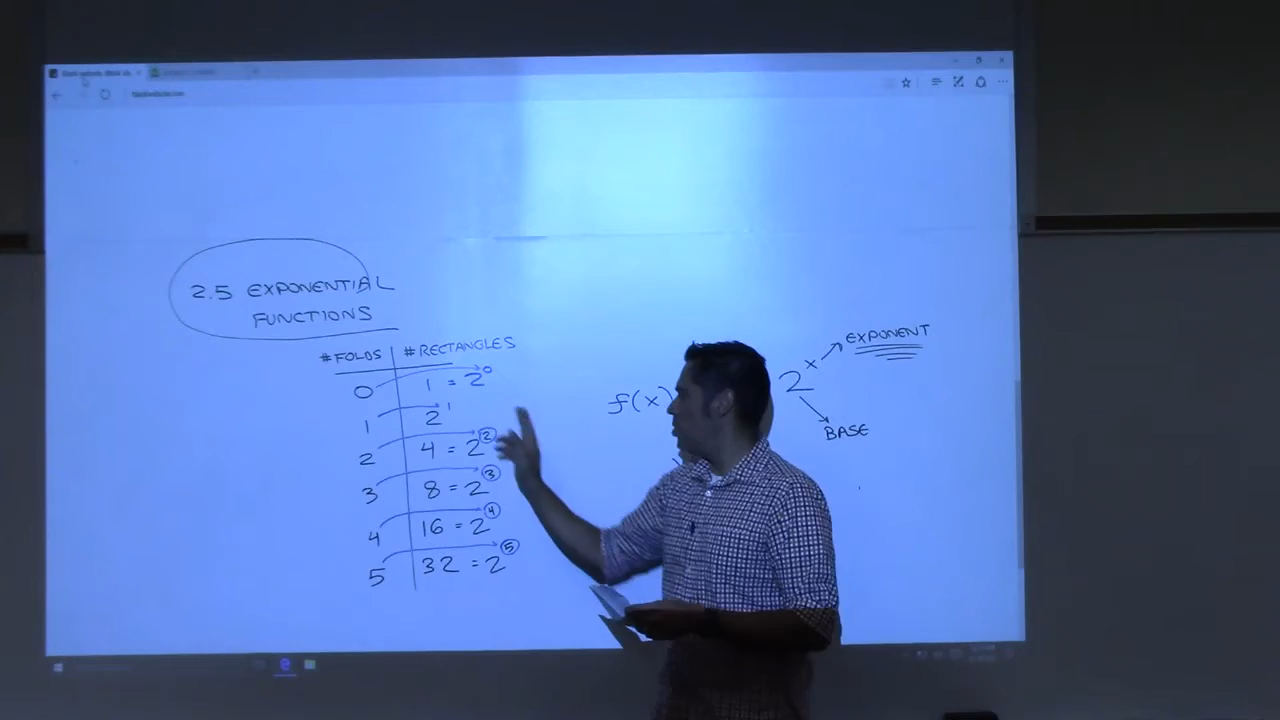 2.5 EXPONENTIAL
FUNCTIONS
#FOLDS #RECTANGLES
0 1 = 2⁰
1 2¹
2 4 = 2²
3 8 = 2³
4 16 = 2⁴
5 32 = 2⁵
f(x)
2ˣ
EXPONENT
BASE